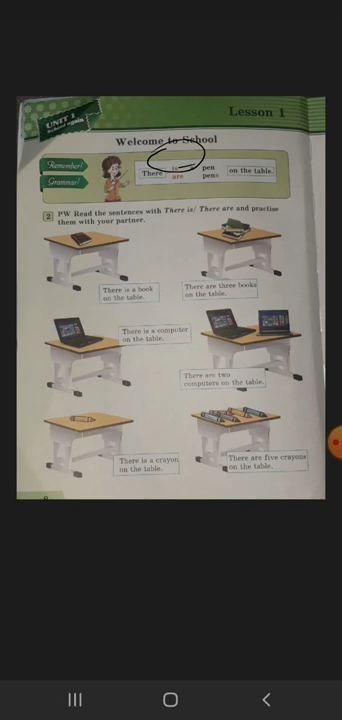 UNIT 1
School again
Lesson 1
Welcome to School
Remember!
Grammar!
There is pen on the table.
are pens
2 PW Read the sentences with There is/ There are and practise
them with your partner.
There is a book
on the table.
There are three books
on the table.
There is a computer
on the table.
There are two
computers on the table.
There is a crayon
on the table.
There are five crayons
on the table.